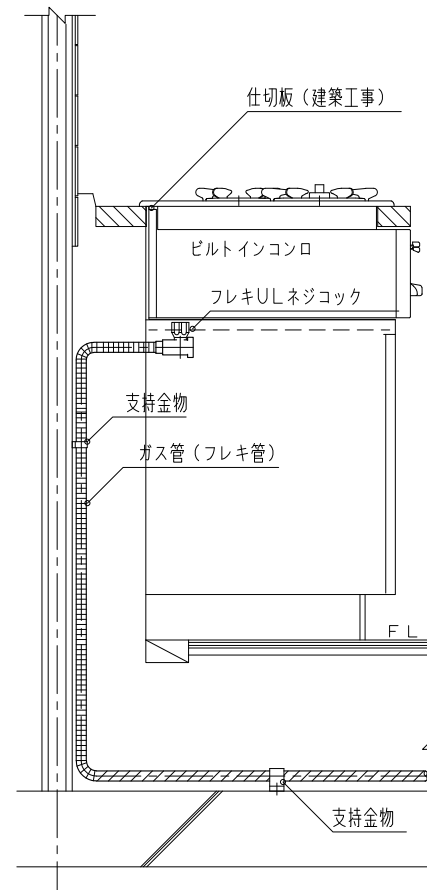 仕切板（建築工事）
ビルトインコンロ
フレキULネジコック
支持金物
ガス管（フレキ管）
FL
支持金物